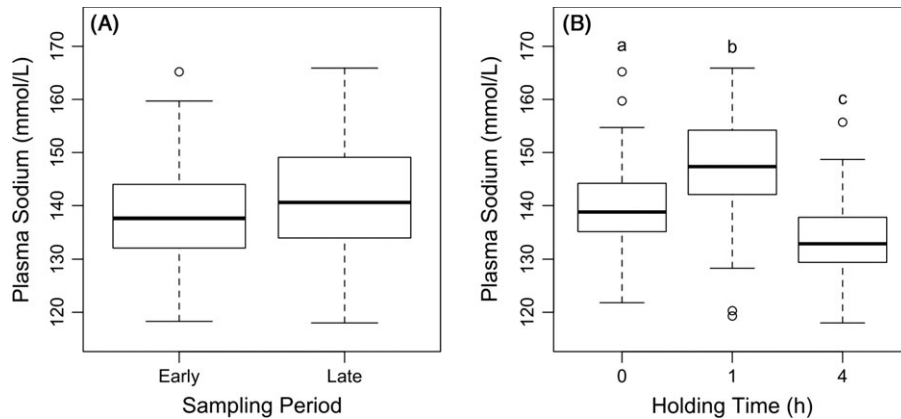 (A)
Plasma Sodium (mmol/L)
170
160
150
140
130
120
Early Late
Sampling Period
(B)
Plasma Sodium (mmol/L)
170
160
150
140
130
120
a b c
0 1 4
Holding Time (h)